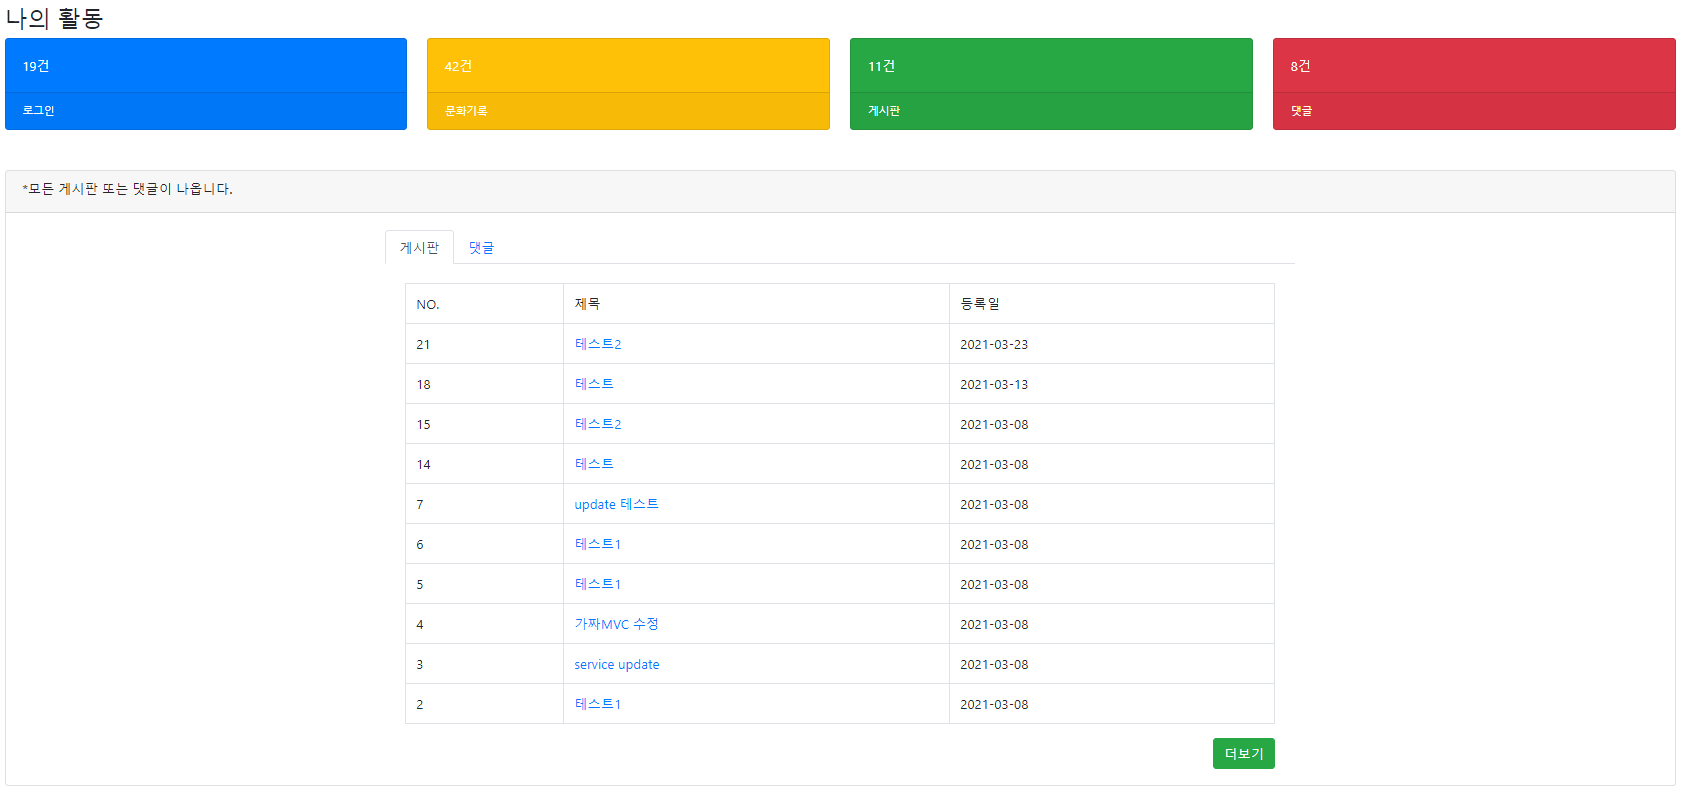 나의 활동
19건 42건 11건 8건
로그인 문화기록 게시판 댓글
*모든 게시판 또는 댓글이 나옵니다.
게시판 댓글
NO. 제목 등록일
21 테스트2 2021-03-23
18 테스트 2021-03-13
15 테스트2 2021-03-08
14 테스트 2021-03-08
7 update 테스트 2021-03-08
6 테스트1 2021-03-08
5 테스트1 2021-03-08
4 가짜MVC 수정 2021-03-08
3 service update 2021-03-08
2 테스트1 2021-03-08
더보기